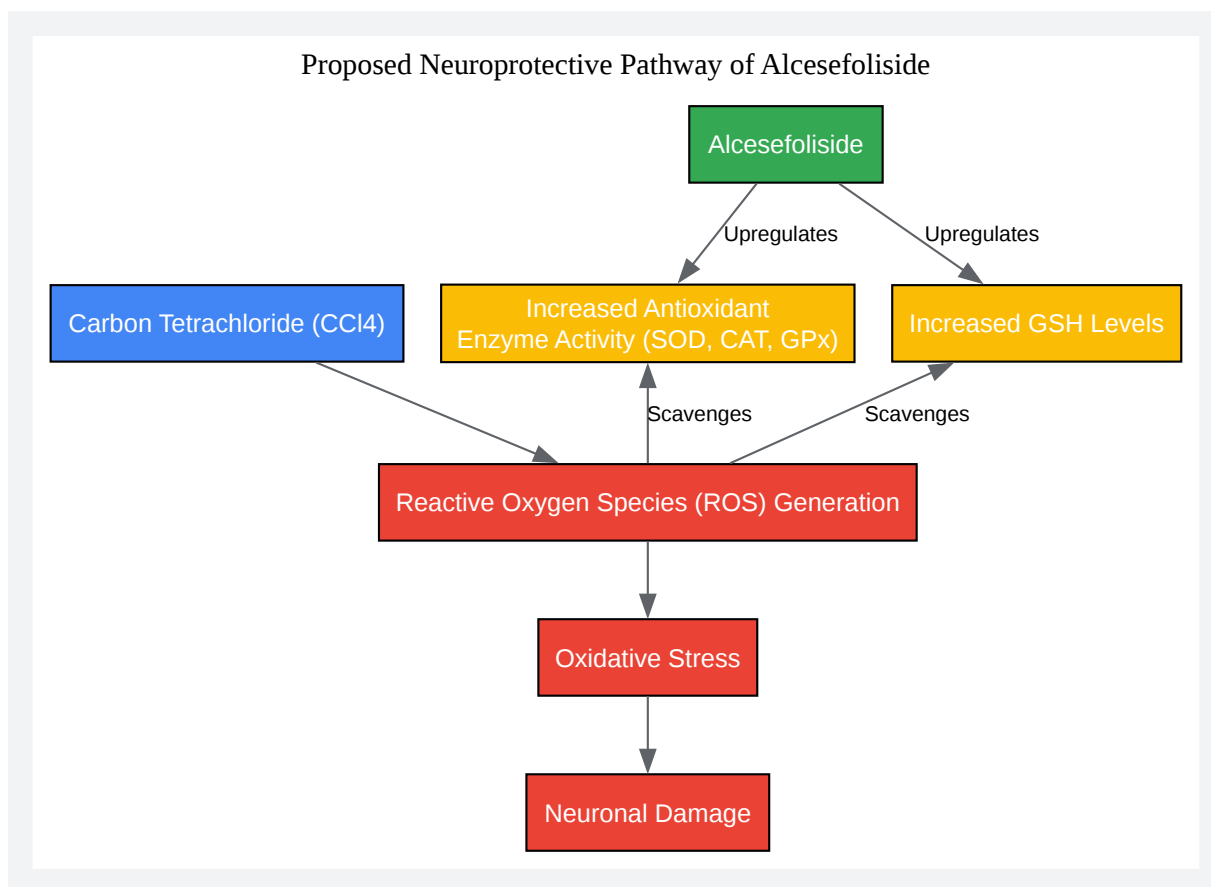 Proposed Neuroprotective Pathway of Alcesefoliside
Alcesefoliside
Upregulates
Upregulates
Carbon Tetrachloride (CCl4)
Increased Antioxidant
Enzyme Activity (SOD, CAT, GPx)
Increased GSH Levels
Scavenges
Scavenges
Reactive Oxygen Species (ROS) Generation
Oxidative Stress
Neuronal Damage